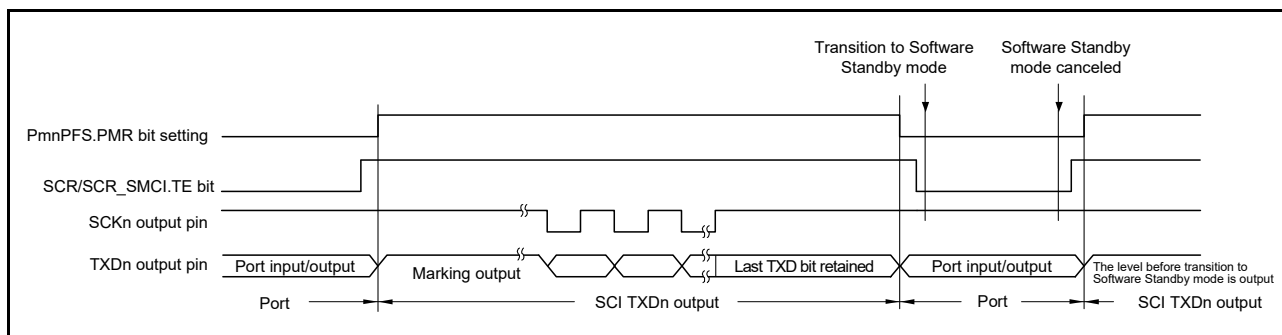 Transition to Software
Standby mode
Software Standby
mode canceled
PmnPFS.PMR bit setting
SCR/SCR_SMCI.TE bit
SCKn output pin
TXDn output pin
Port input/output
Marking output
Last TXD bit retained
Port input/output
The level before transition to
Software Standby mode is output
Port
SCI TXDn output
Port
SCI TXDn output